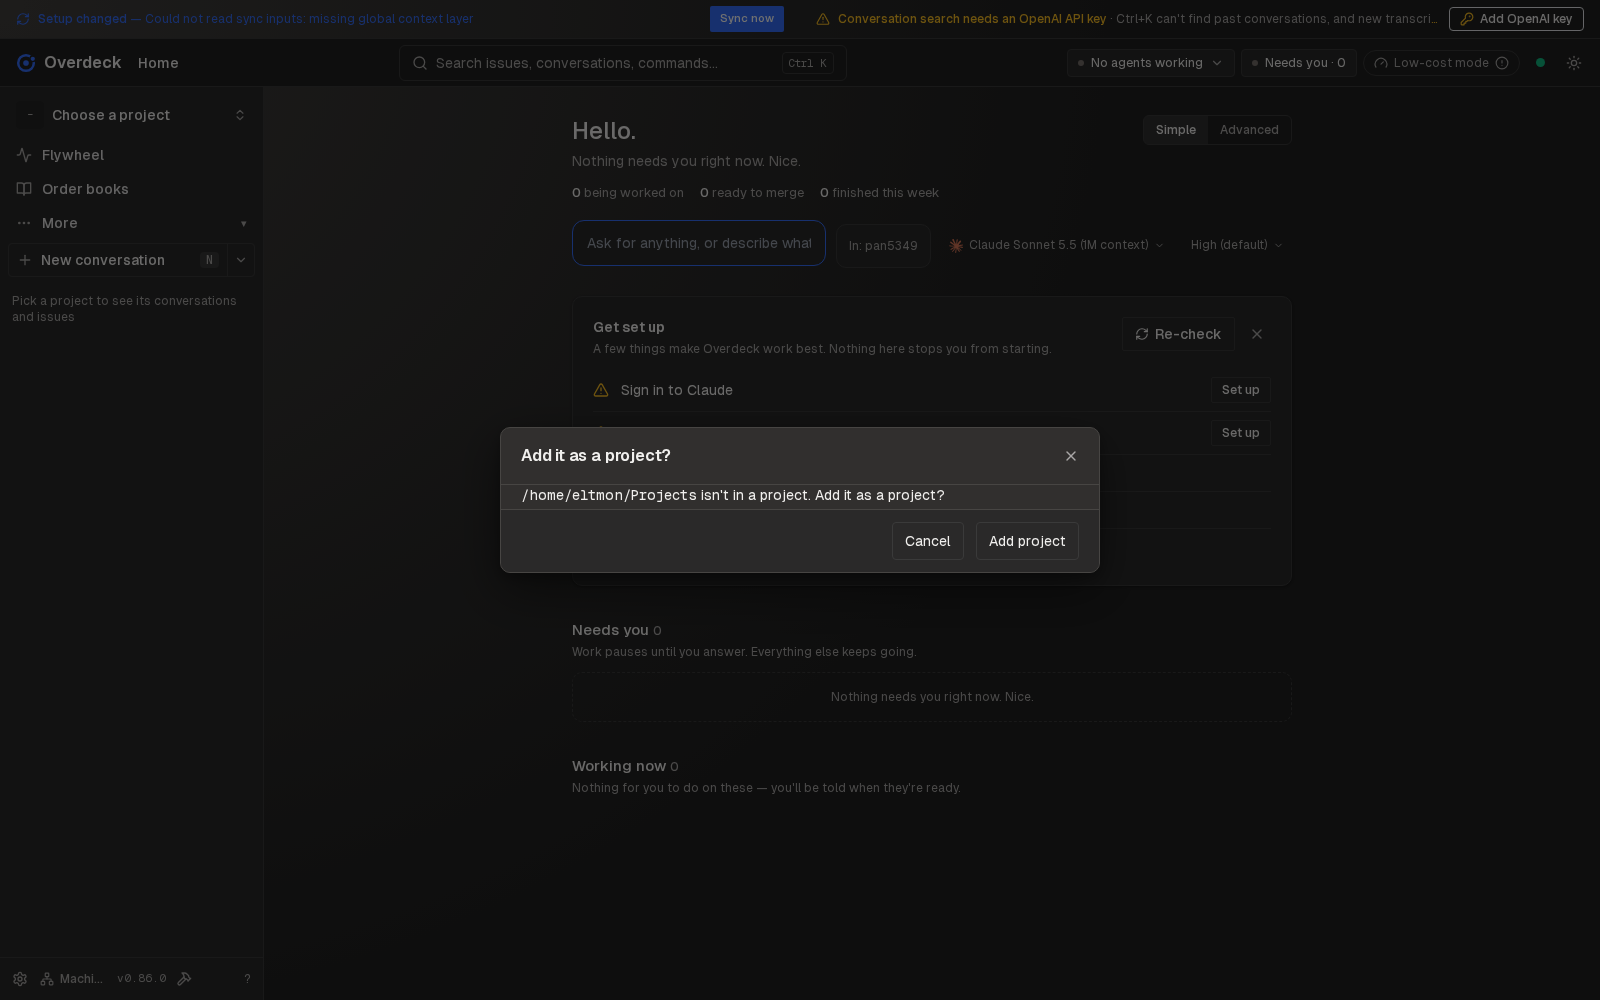 Setup changed — Could not read sync inputs: missing global context layer
Sync now
Conversation search needs an OpenAI API key · Ctrl+K can't find past conversations, and new transcri...
Add OpenAI key
Overdeck
Home
Search issues, conversations, commands...
Ctrl K
No agents working
Needs you · 0
Low-cost mode
Choose a project
Flywheel
Order books
More
New conversation
N
Pick a project to see its conversations
and issues
Hello.
Simple
Advanced
Nothing needs you right now. Nice.
0 being worked on 0 ready to merge 0 finished this week
Ask for anything, or describe what
In: pan5349
Claude Sonnet 5.5 (1M context)
High (default)
Get set up
A few things make Overdeck work best. Nothing here stops you from starting.
Re-check
Sign in to Claude
Set up
Set up
Add it as a project?
/home/eltmon/Projects isn't in a project. Add it as a project?
Cancel
Add project
Needs you 0
Work pauses until you answer. Everything else keeps going.
Nothing needs you right now. Nice.
Working now 0
Nothing for you to do on these — you'll be told when they're ready.
Machi...
v0.86.0
?